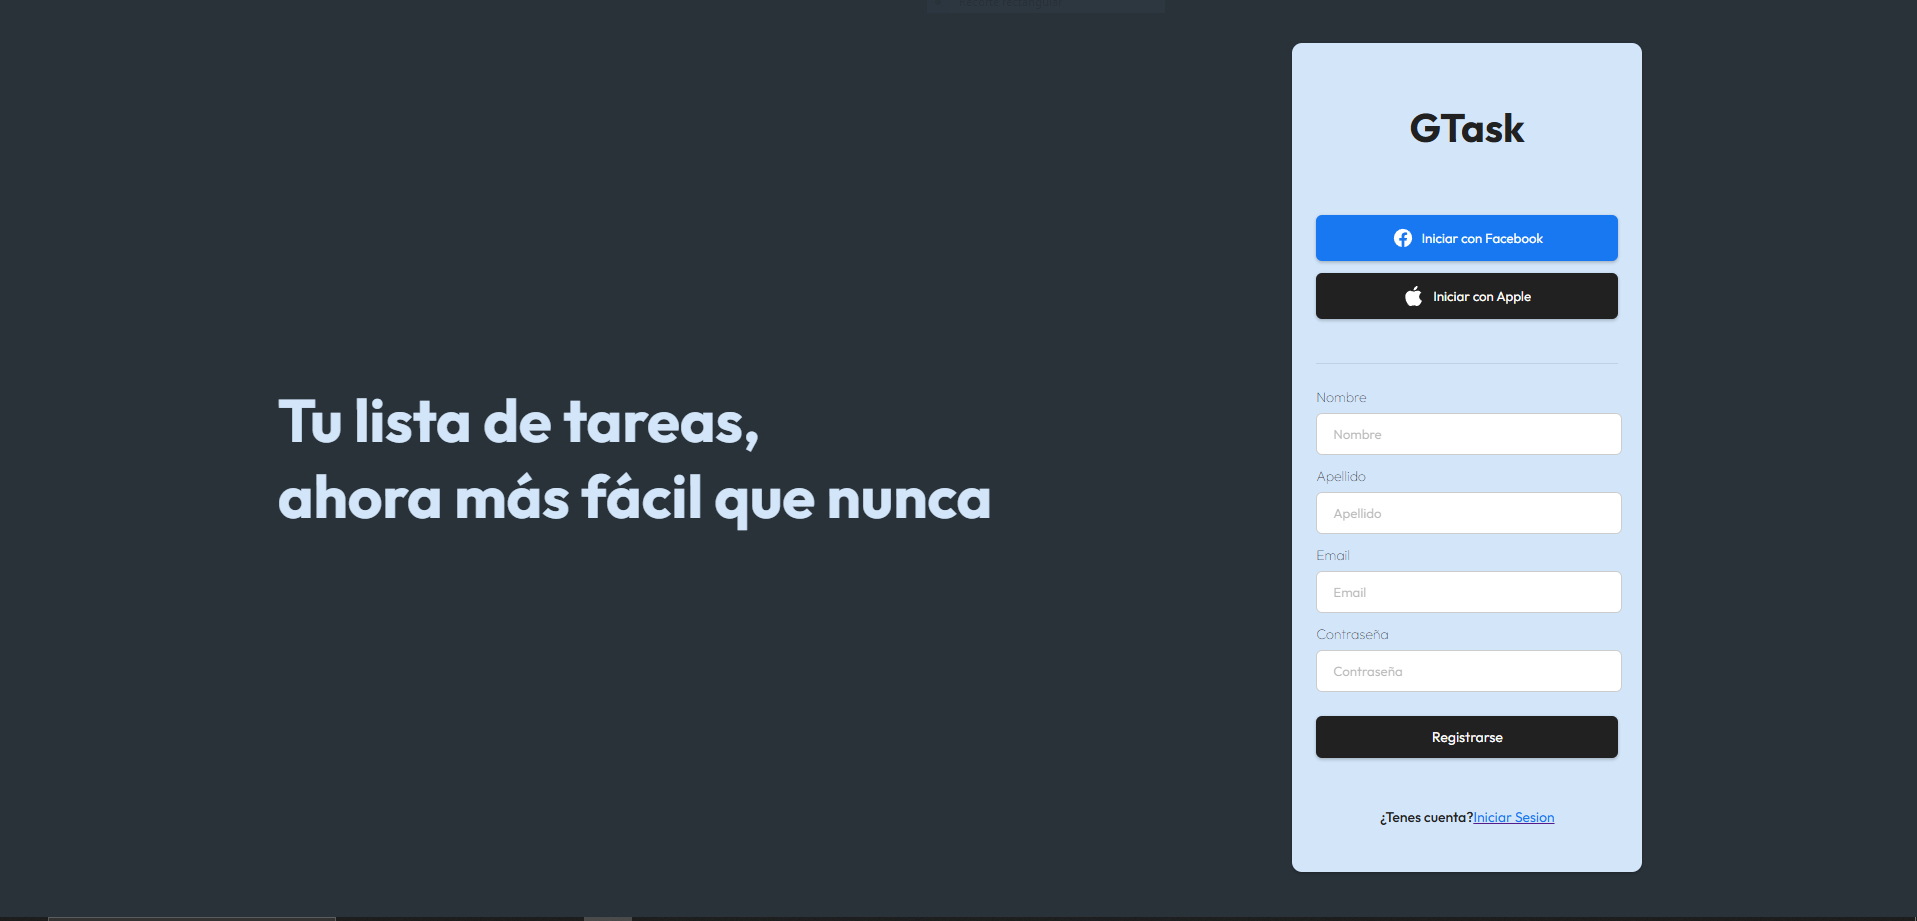 Tu lista de tareas,
ahora más fácil que nunca
GTask
Iniciar con Facebook
Iniciar con Apple
Nombre
Nombre
Apellido
Apellido
Email
Email
Contraseña
Contraseña
Registrarse
¿Tenes cuenta?Iniciar Sesion